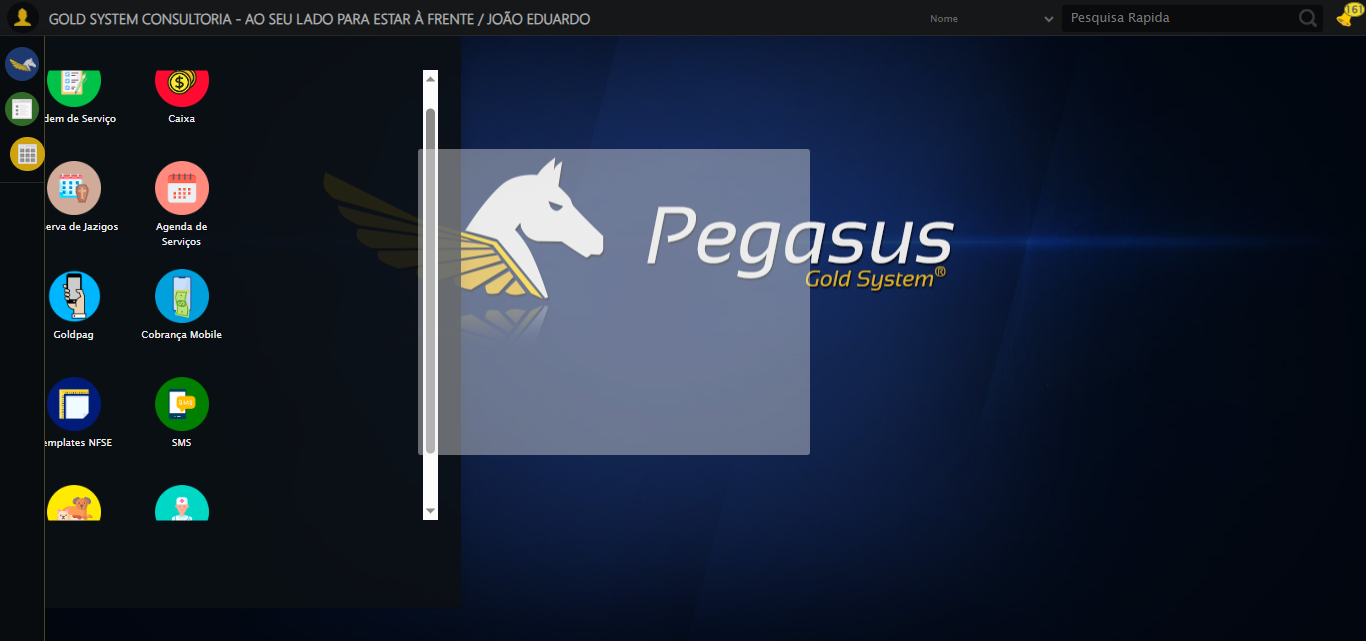 GOLD SYSTEM CONSULTORIA - AO SEU LADO PARA ESTAR À FRENTE / JOÃO EDUARDO
Nome
Pesquisa Rapida
161
dem de Serviço
Caixa
erva de Jazigos
Agenda de
Serviços
Goldpag
Cobrança Mobile
emplates NFSE
SMS
Pegasus
Gold System®